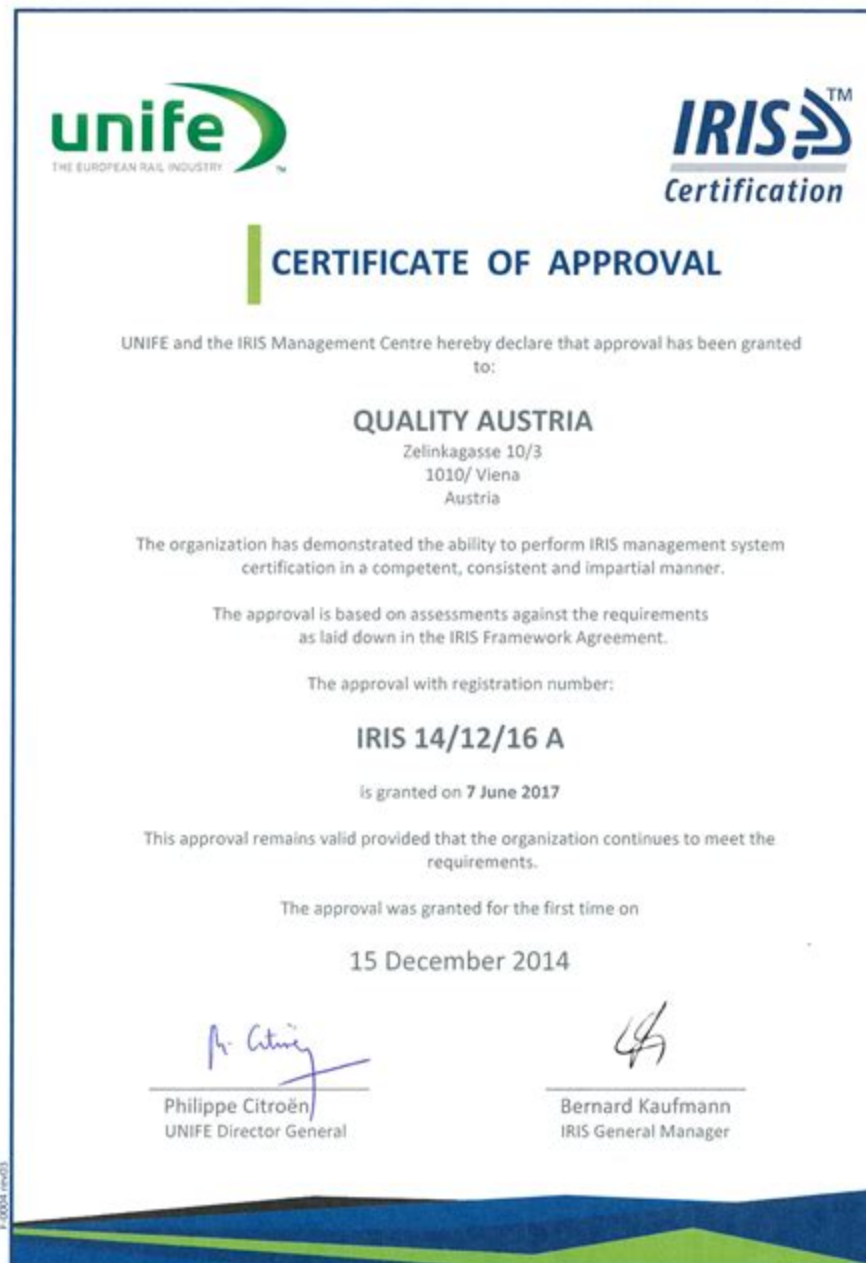 unife
THE EUROPEAN RAIL INDUSTRY
TM
IRIS
TM
Certification
CERTIFICATE OF APPROVAL
UNIFE and the IRIS Management Centre hereby declare that approval has been granted
to:
QUALITY AUSTRIA
Zelinkagasse 10/3
1010/ Viena
Austria
The organization has demonstrated the ability to perform IRIS management system
certification in a competent, consistent and impartial manner.
The approval is based on assessments against the requirements
as laid down in the IRIS Framework Agreement.
The approval with registration number:
IRIS 14/12/16 A
is granted on 7 June 2017
This approval remains valid provided that the organization continues to meet the
requirements.
The approval was granted for the first time on
15 December 2014
Philippe Citroën
UNIFE Director General
Bernard Kaufmann
IRIS General Manager
F-0004 rev03